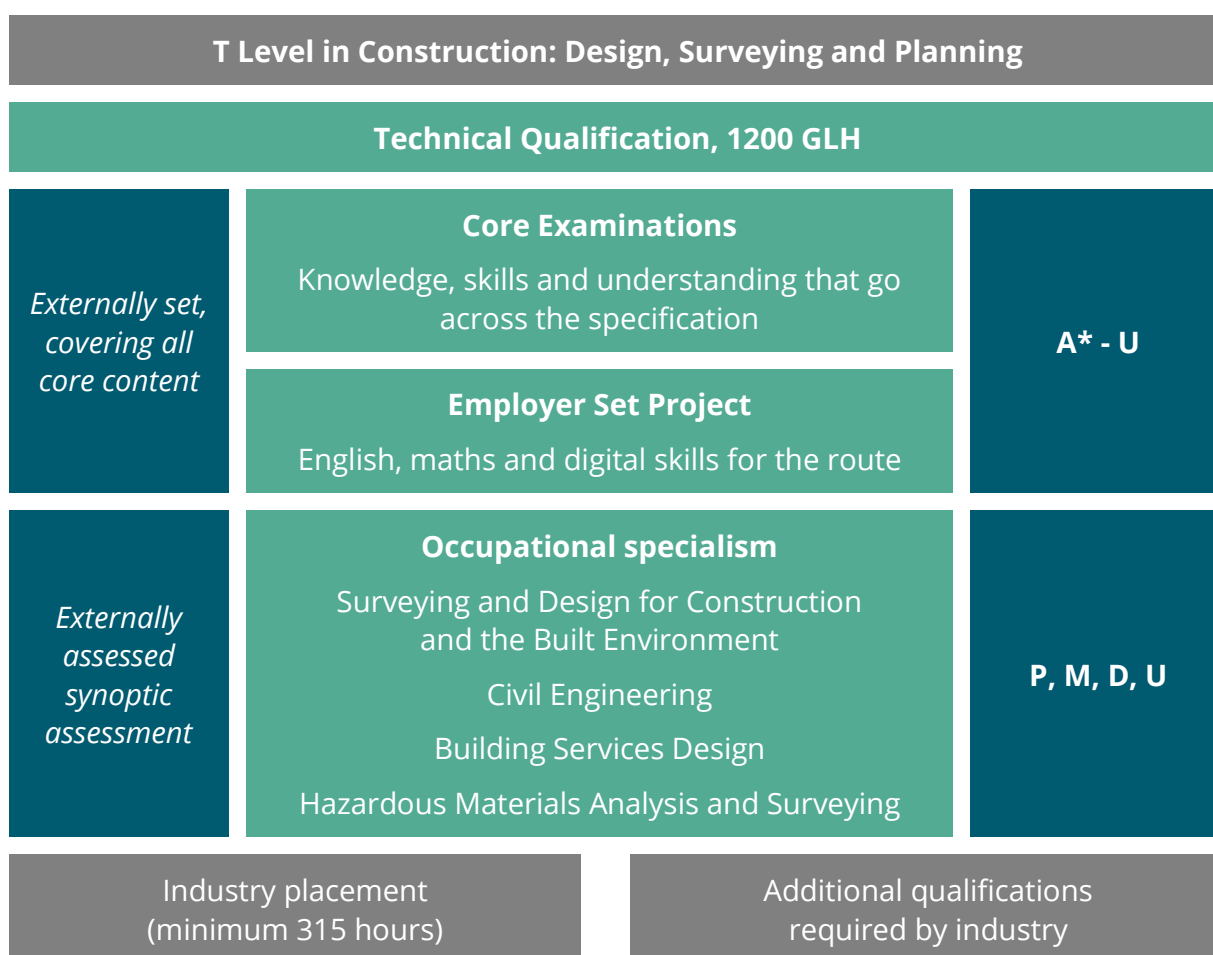 T Level in Construction: Design, Surveying and Planning
Technical Qualification, 1200 GLH
Externally set,
covering all
core content
Core Examinations
Knowledge, skills and understanding that go
across the specification
Employer Set Project
English, maths and digital skills for the route
A* - U
Externally
assessed
synoptic
assessment
Occupational specialism
Surveying and Design for Construction
and the Built Environment
Civil Engineering
Building Services Design
Hazardous Materials Analysis and Surveying
P, M, D, U
Industry placement
(minimum 315 hours)
Additional qualifications
required by industry